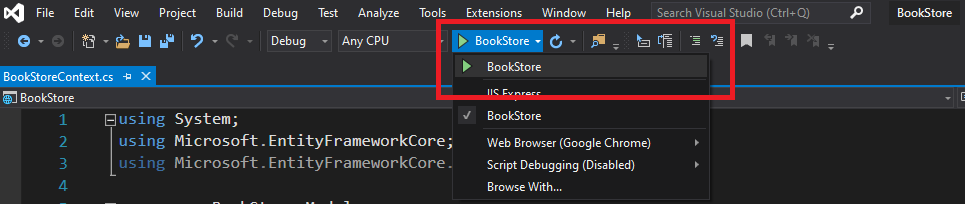 File Edit View Project Build Debug Test Analyze Tools Extensions Window Help Search Visual Studio (Ctrl+Q) BookStore
Debug Any CPU BookStore
BookStore
BookStoreContext.cs
IIS Express
BookStore
BookStore
1 using System;
2 using Microsoft.EntityFrameworkCore;
3 using Microsoft.EntityFrameworkCore.
4
Web Browser (Google Chrome)
Script Debugging (Disabled)
Browse With...